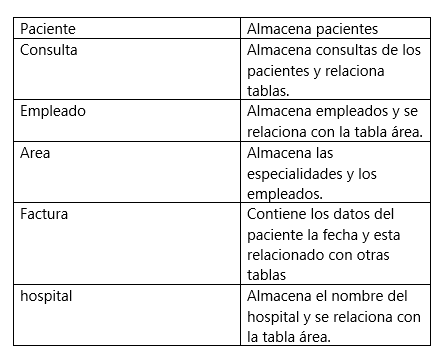 Paciente
Almacena pacientes
Consulta
Almacena consultas de los
pacientes y relaciona
tablas.
Empleado
Almacena empleados y se
relaciona con la tabla área.
Area
Almacena las
especialidades y los
empleados.
Factura
Contiene los datos del
paciente la fecha y esta
relacionado con otras
tablas
hospital
Almacena el nombre del
hospital y se relaciona con
la tabla área.